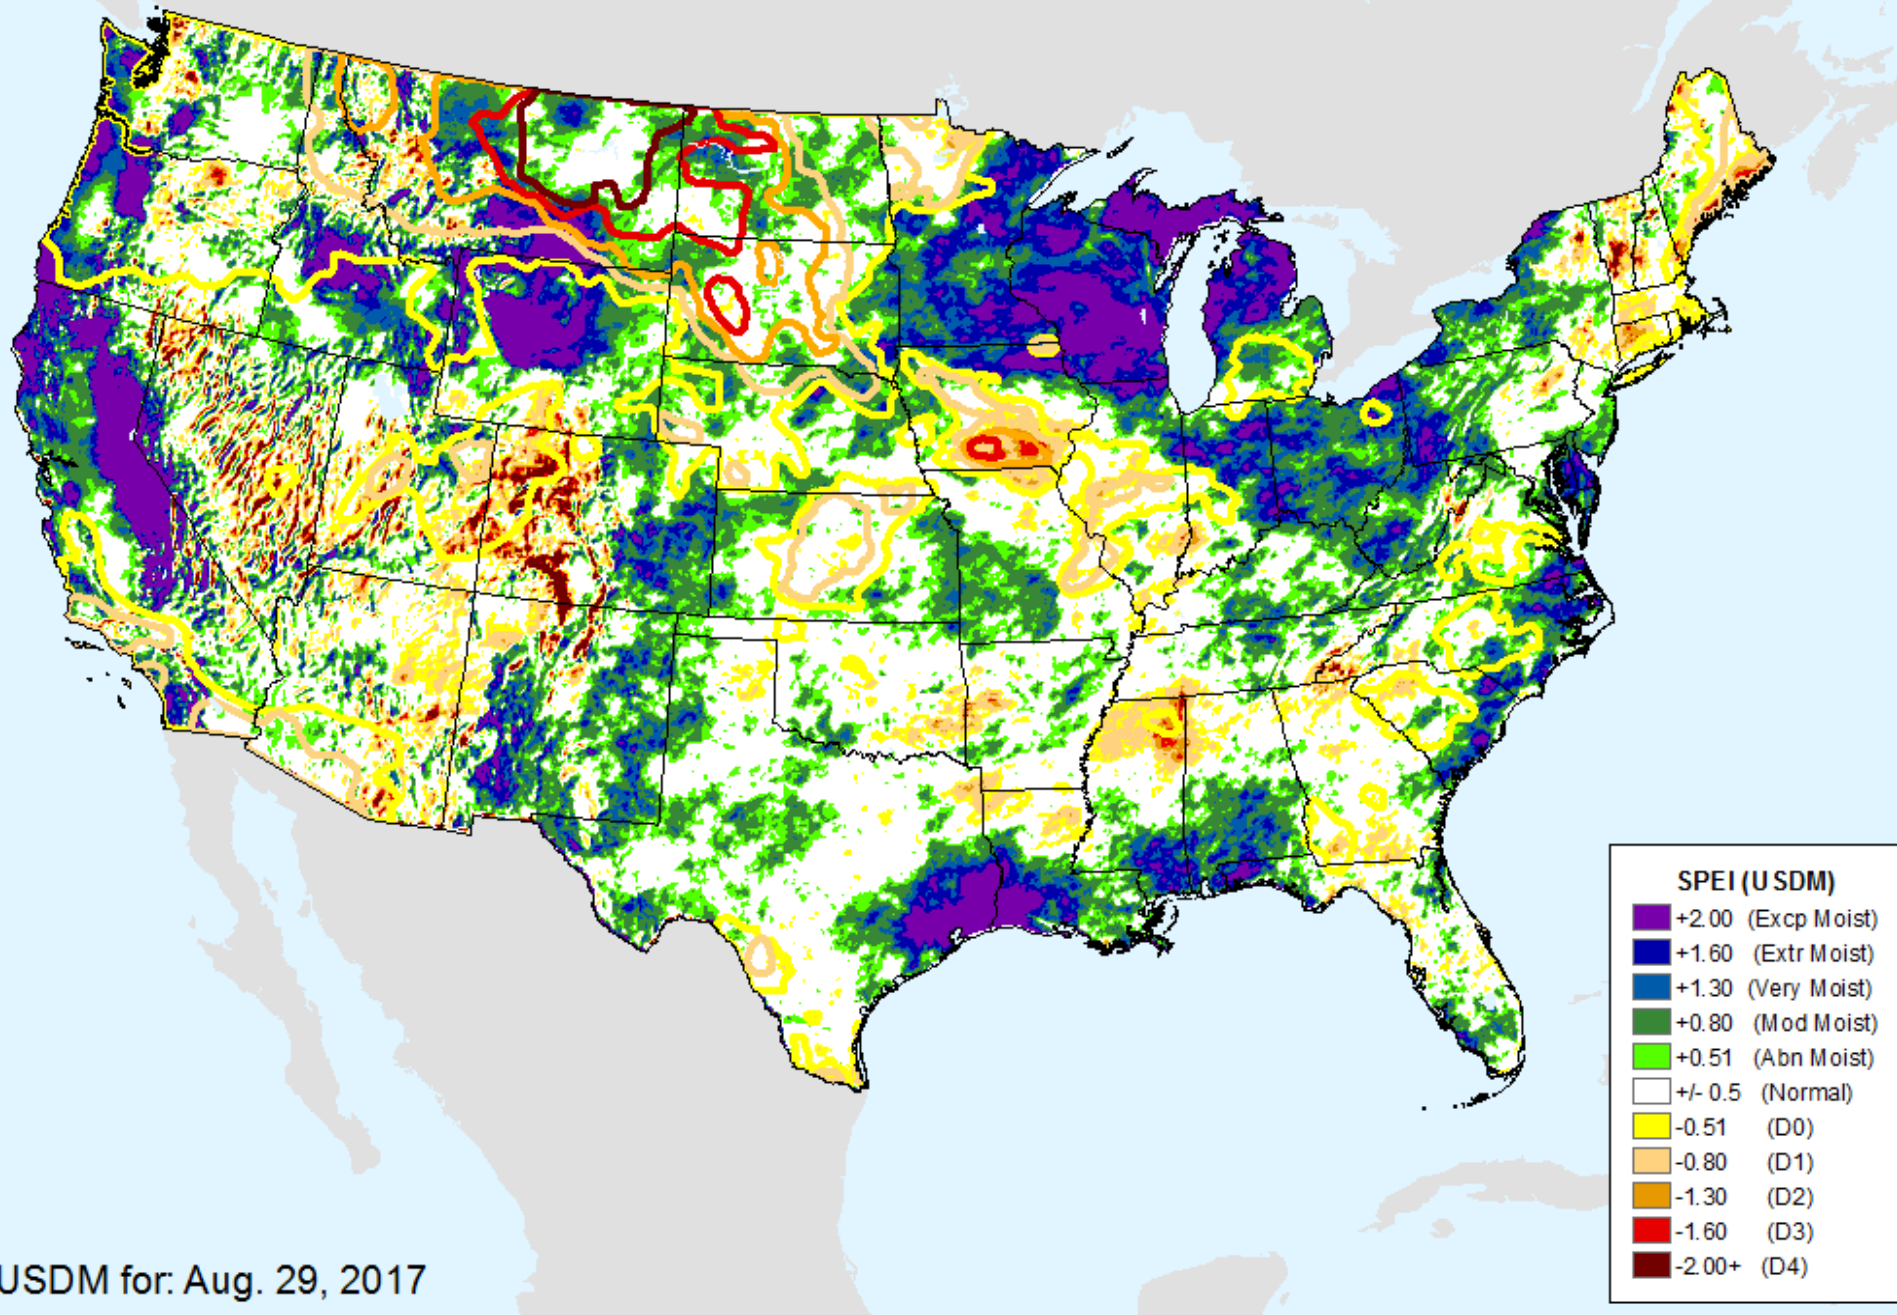 SPEI (USDM)
+2.00 (Excp Moist)
+1.60 (Extr Moist)
+1.30 (Very Moist)
+0.80 (Mod Moist)
+0.51 (Abn Moist)
+/- 0.5 (Normal)
-0.51 (D0)
-0.80 (D1)
-1.30 (D2)
-1.60 (D3)
-2.00+ (D4)
USDM for: Aug. 29, 2017